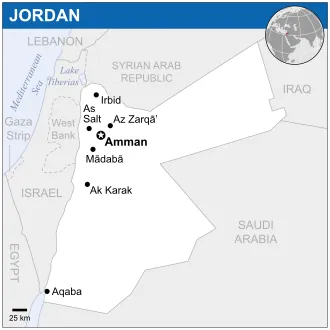 JORDAN
LEBANON
Mediterranean
Sea
Lake
Tiberias
SYRIAN ARAB
REPUBLIC
IRAQ
Irbid
As
Salt
Az Zarqā’
Gaza
Strip
West
Bank
Amman
Mādabā
ISRAEL
Ak Karak
SAUDI
ARABIA
EGYPT
Aqaba
25 km